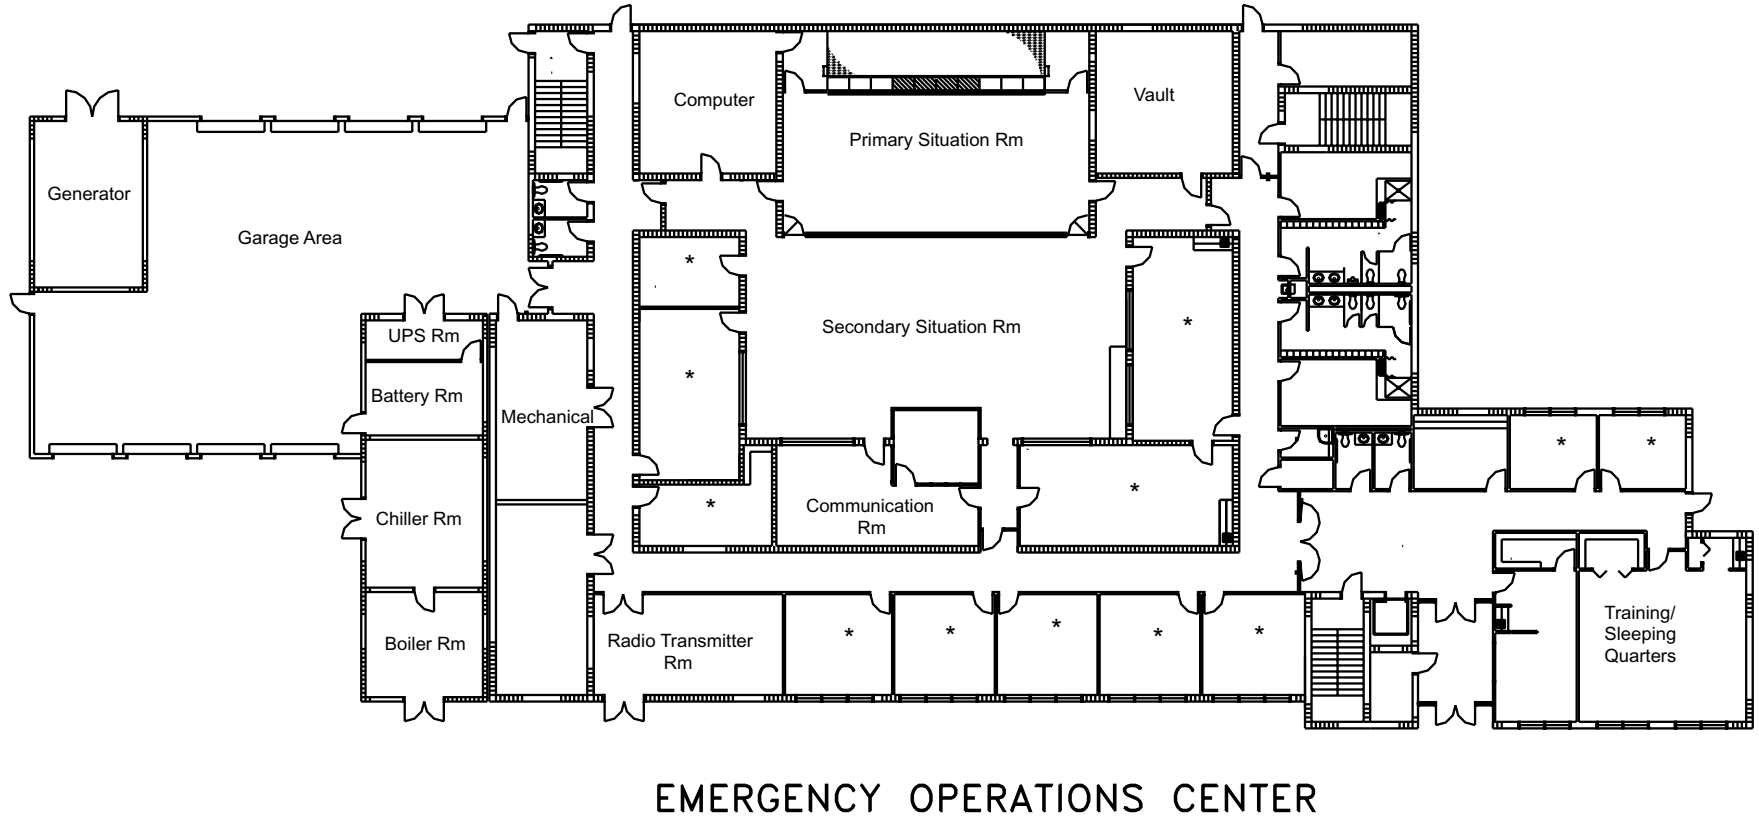 Computer
Primary Situation Rm
Vault
Generator
Garage Area
*
*
Secondary Situation Rm
UPS Rm
Battery Rm
*
Mechanical
*
*
*
*
Communication
Rm
Chiller Rm
Radio Transmitter
Rm
*
*
*
*
*
Training/
Sleeping
Quarters
Boiler Rm
EMERGENCY OPERATIONS CENTER